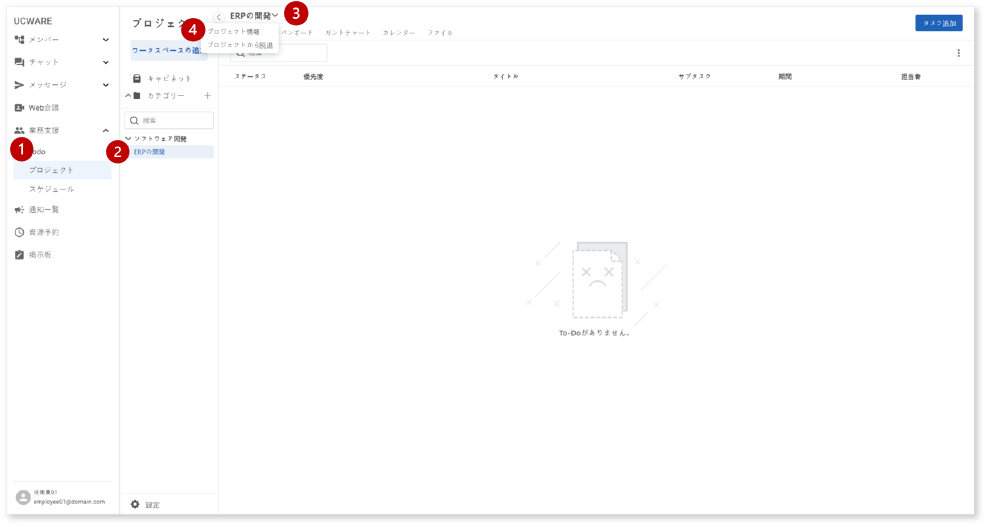 UCWARE
メンバー
チャット
メッセージ
Web会議
業務支援
1
odo
プロジェクト
スケジュール
通知一覧
資源予約
掲示板
役職員01
employee01@domain.com
プロジェク
ワークスペースの追
キャビネット
カテゴリー
検索
ソフトウェア開発
2
ERPの開発
設定
ERPの開発
3
4
プロジェクト情報
プロジェクトから脱退
ンボード
ガントチャート
カレンダー
ファイル
タスク追加
検索
ステータス
優先度
タイトル
サブタスク
期間
担当者
To-Doがありません。